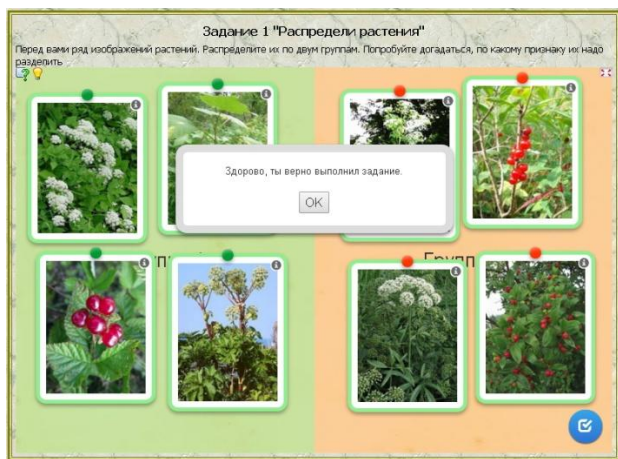 Задание 1 "Распредели растения"
Перед вами ряд изображений растений. Распределите их по двум группам. Попробуйте догадаться, по какому признаку их надо
разделить
Здорово, ты верно выполнил задание.
OK